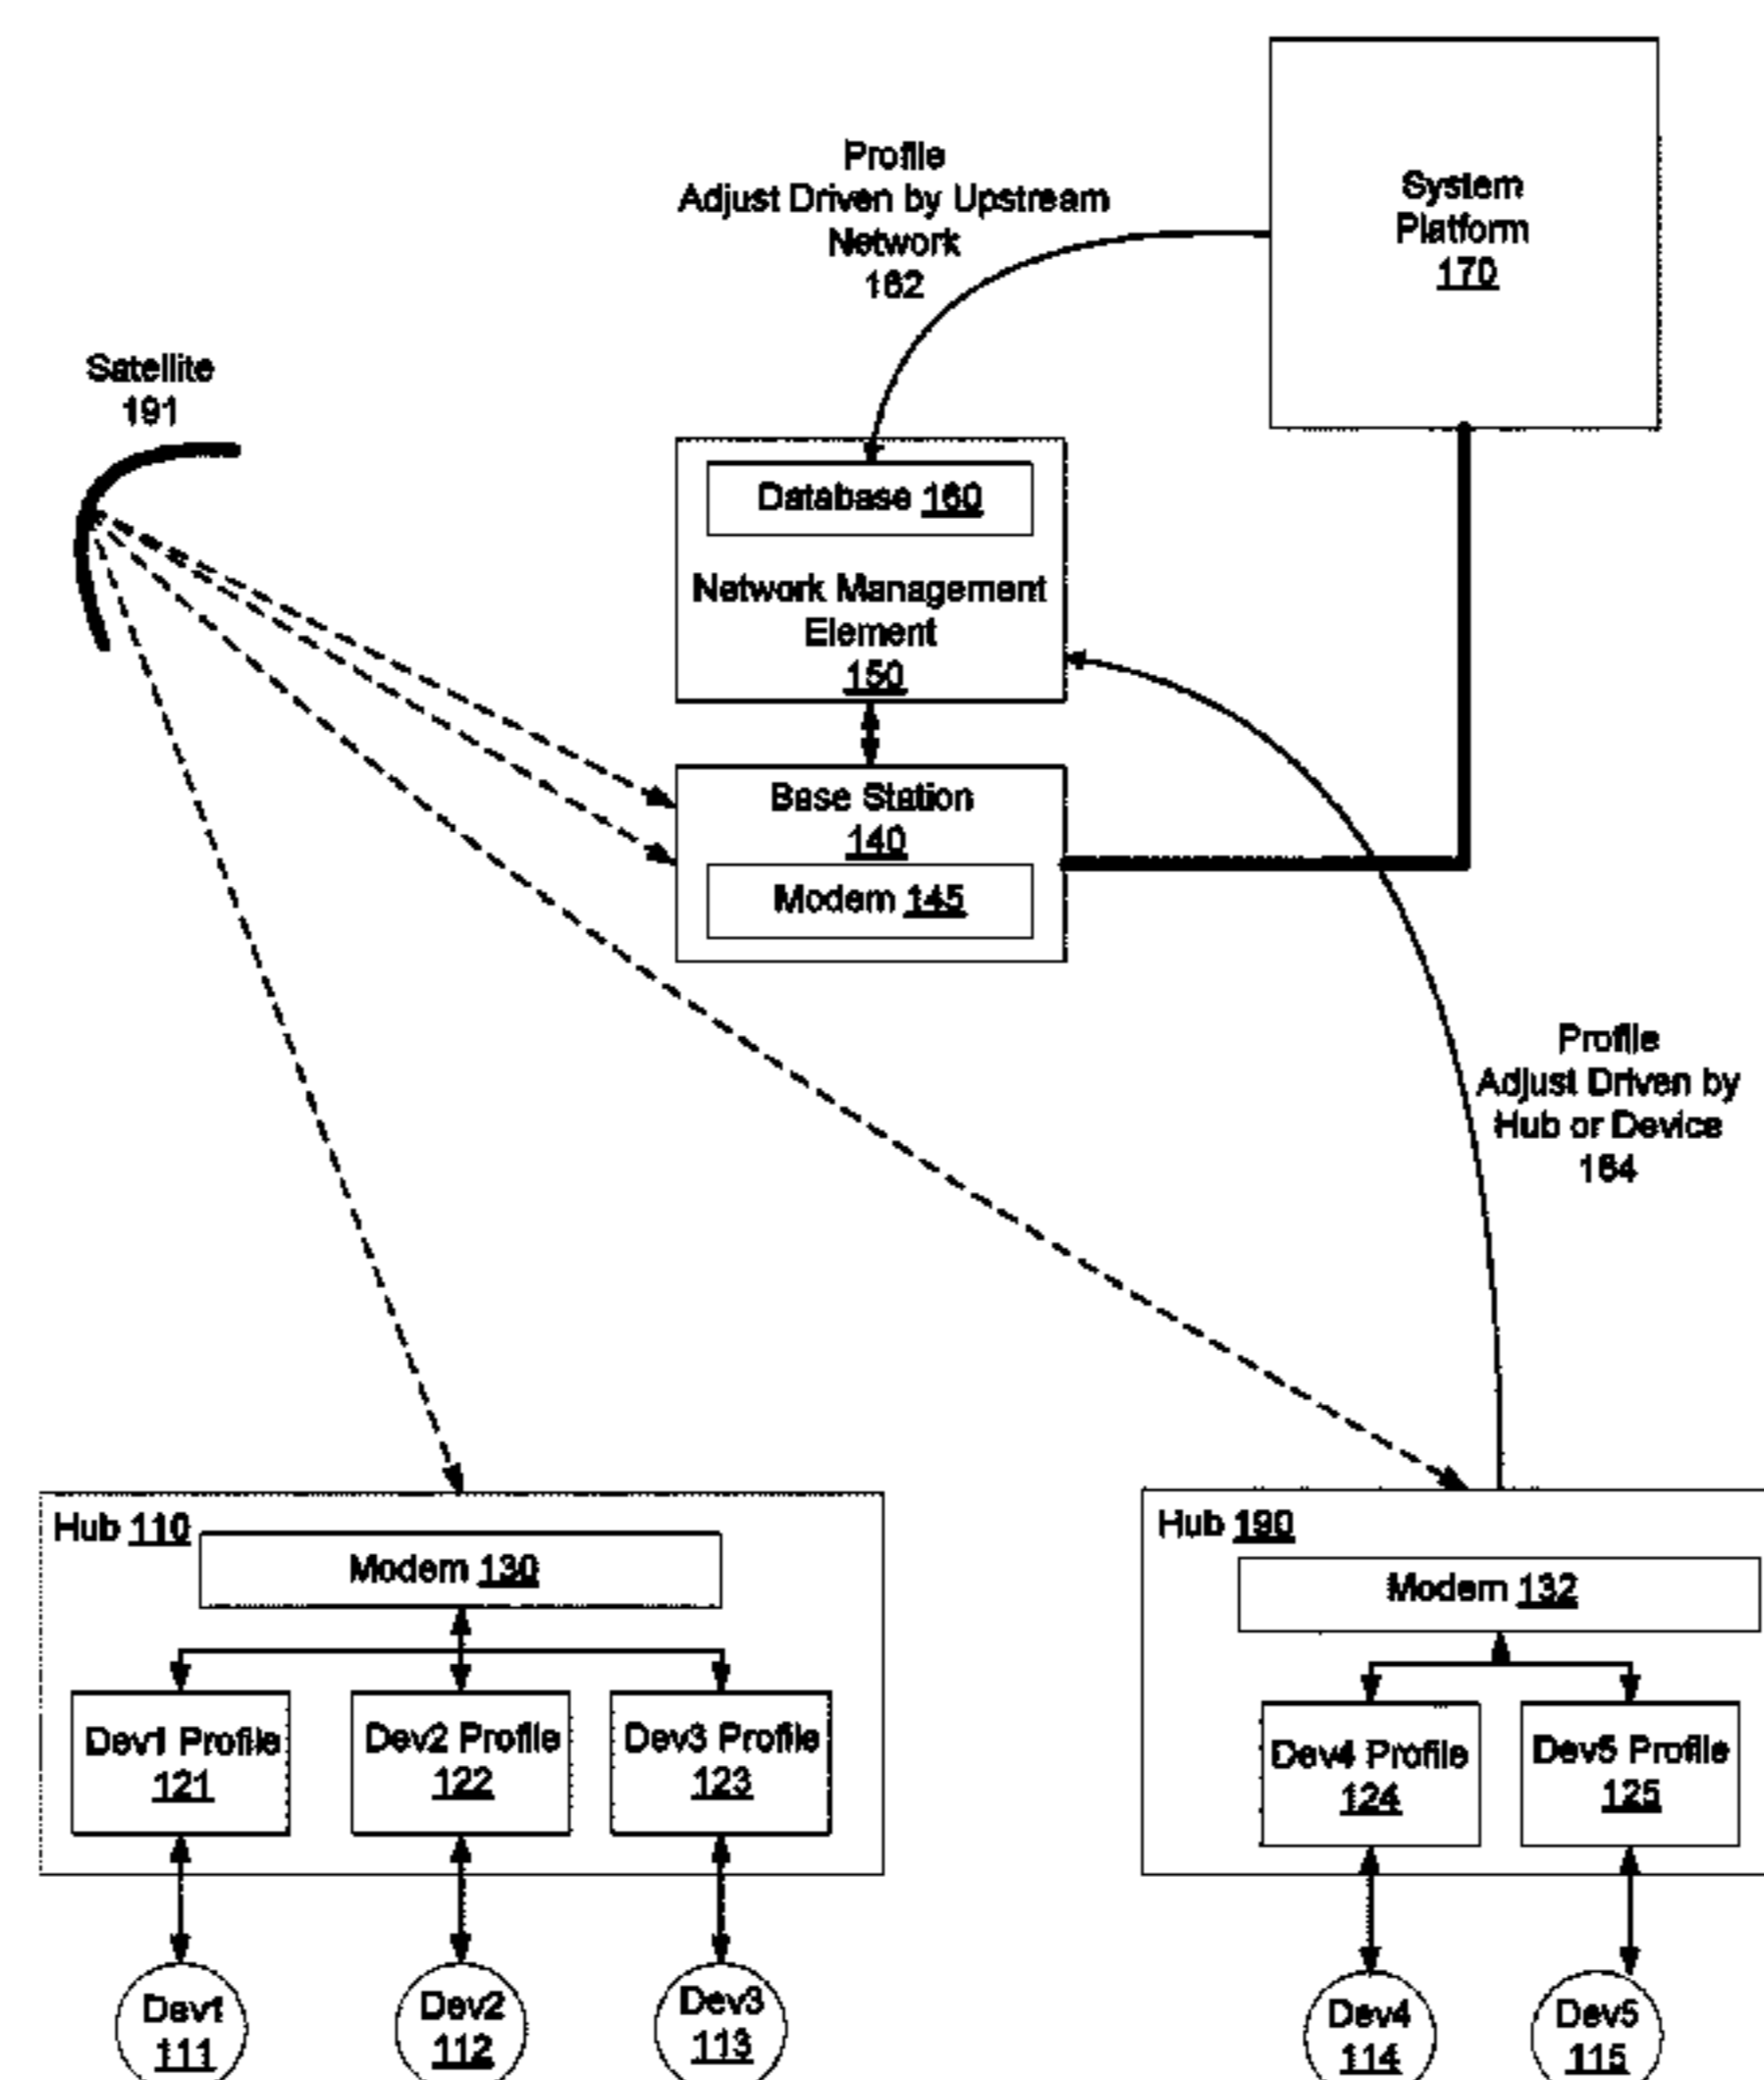 Profile
Adjust Driven by Upstream
Network
162
System
Platform
170
Satellite
191
Database 160
Network Management
Element
150
Base Station
140
Modem 145
Profile
Adjust Driven by
Hub or Device
164
Hub 110
Modem 130
Dev1 Profile
121
Dev2 Profile
122
Dev3 Profile
123
Hub 190
Modem 132
Dev4 Profile
124
Dev5 Profile
125
Dev1
111
Dev2
112
Dev3
113
Dev4
114
Dev5
115